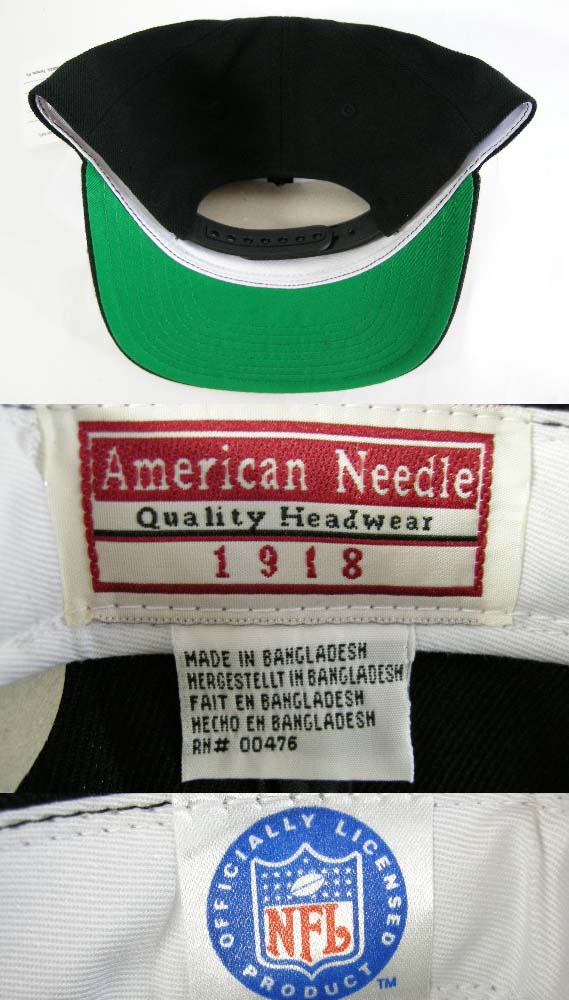 American Needle
Quality Headwear
1918
MADE IN BANGLADESH
HERGESTELLT IN BANGLADESH
FAIT EN BANGLADESH
HECHO EN BANGLADESH
RN# 00476
OFFICIALLY LICENSED
NFL
PRODUCT
TM